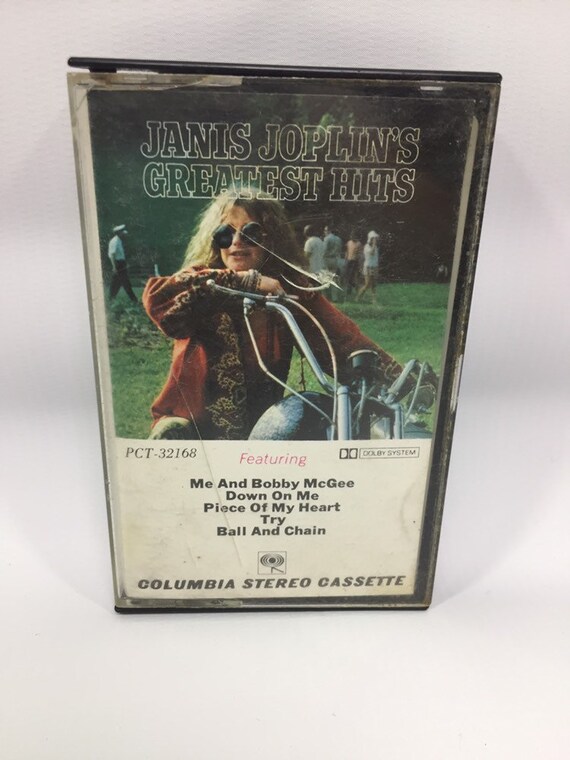 JANIS JOPLIN'S
GREATEST HITS
PCT-32168
Featuring
DOLBY SYSTEM
Me And Bobby McGee
Down On Me
Piece Of My Heart
Try
Ball And Chain
COLUMBIA STEREO CASSETTE